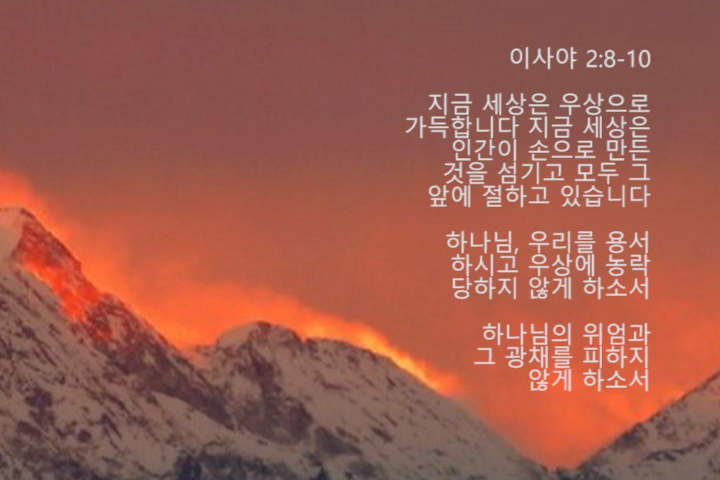 이사야 2:8-10
지금 세상은 우상으로
가득합니다 지금 세상은
인간이 손으로 만든
것을 섬기고 모두 그
앞에 절하고 있습니다
하나님, 우리를 용서
하시고 우상에 농락
당하지 않게 하소서
하나님의 위엄과
그 광채를 피하지
않게 하소서